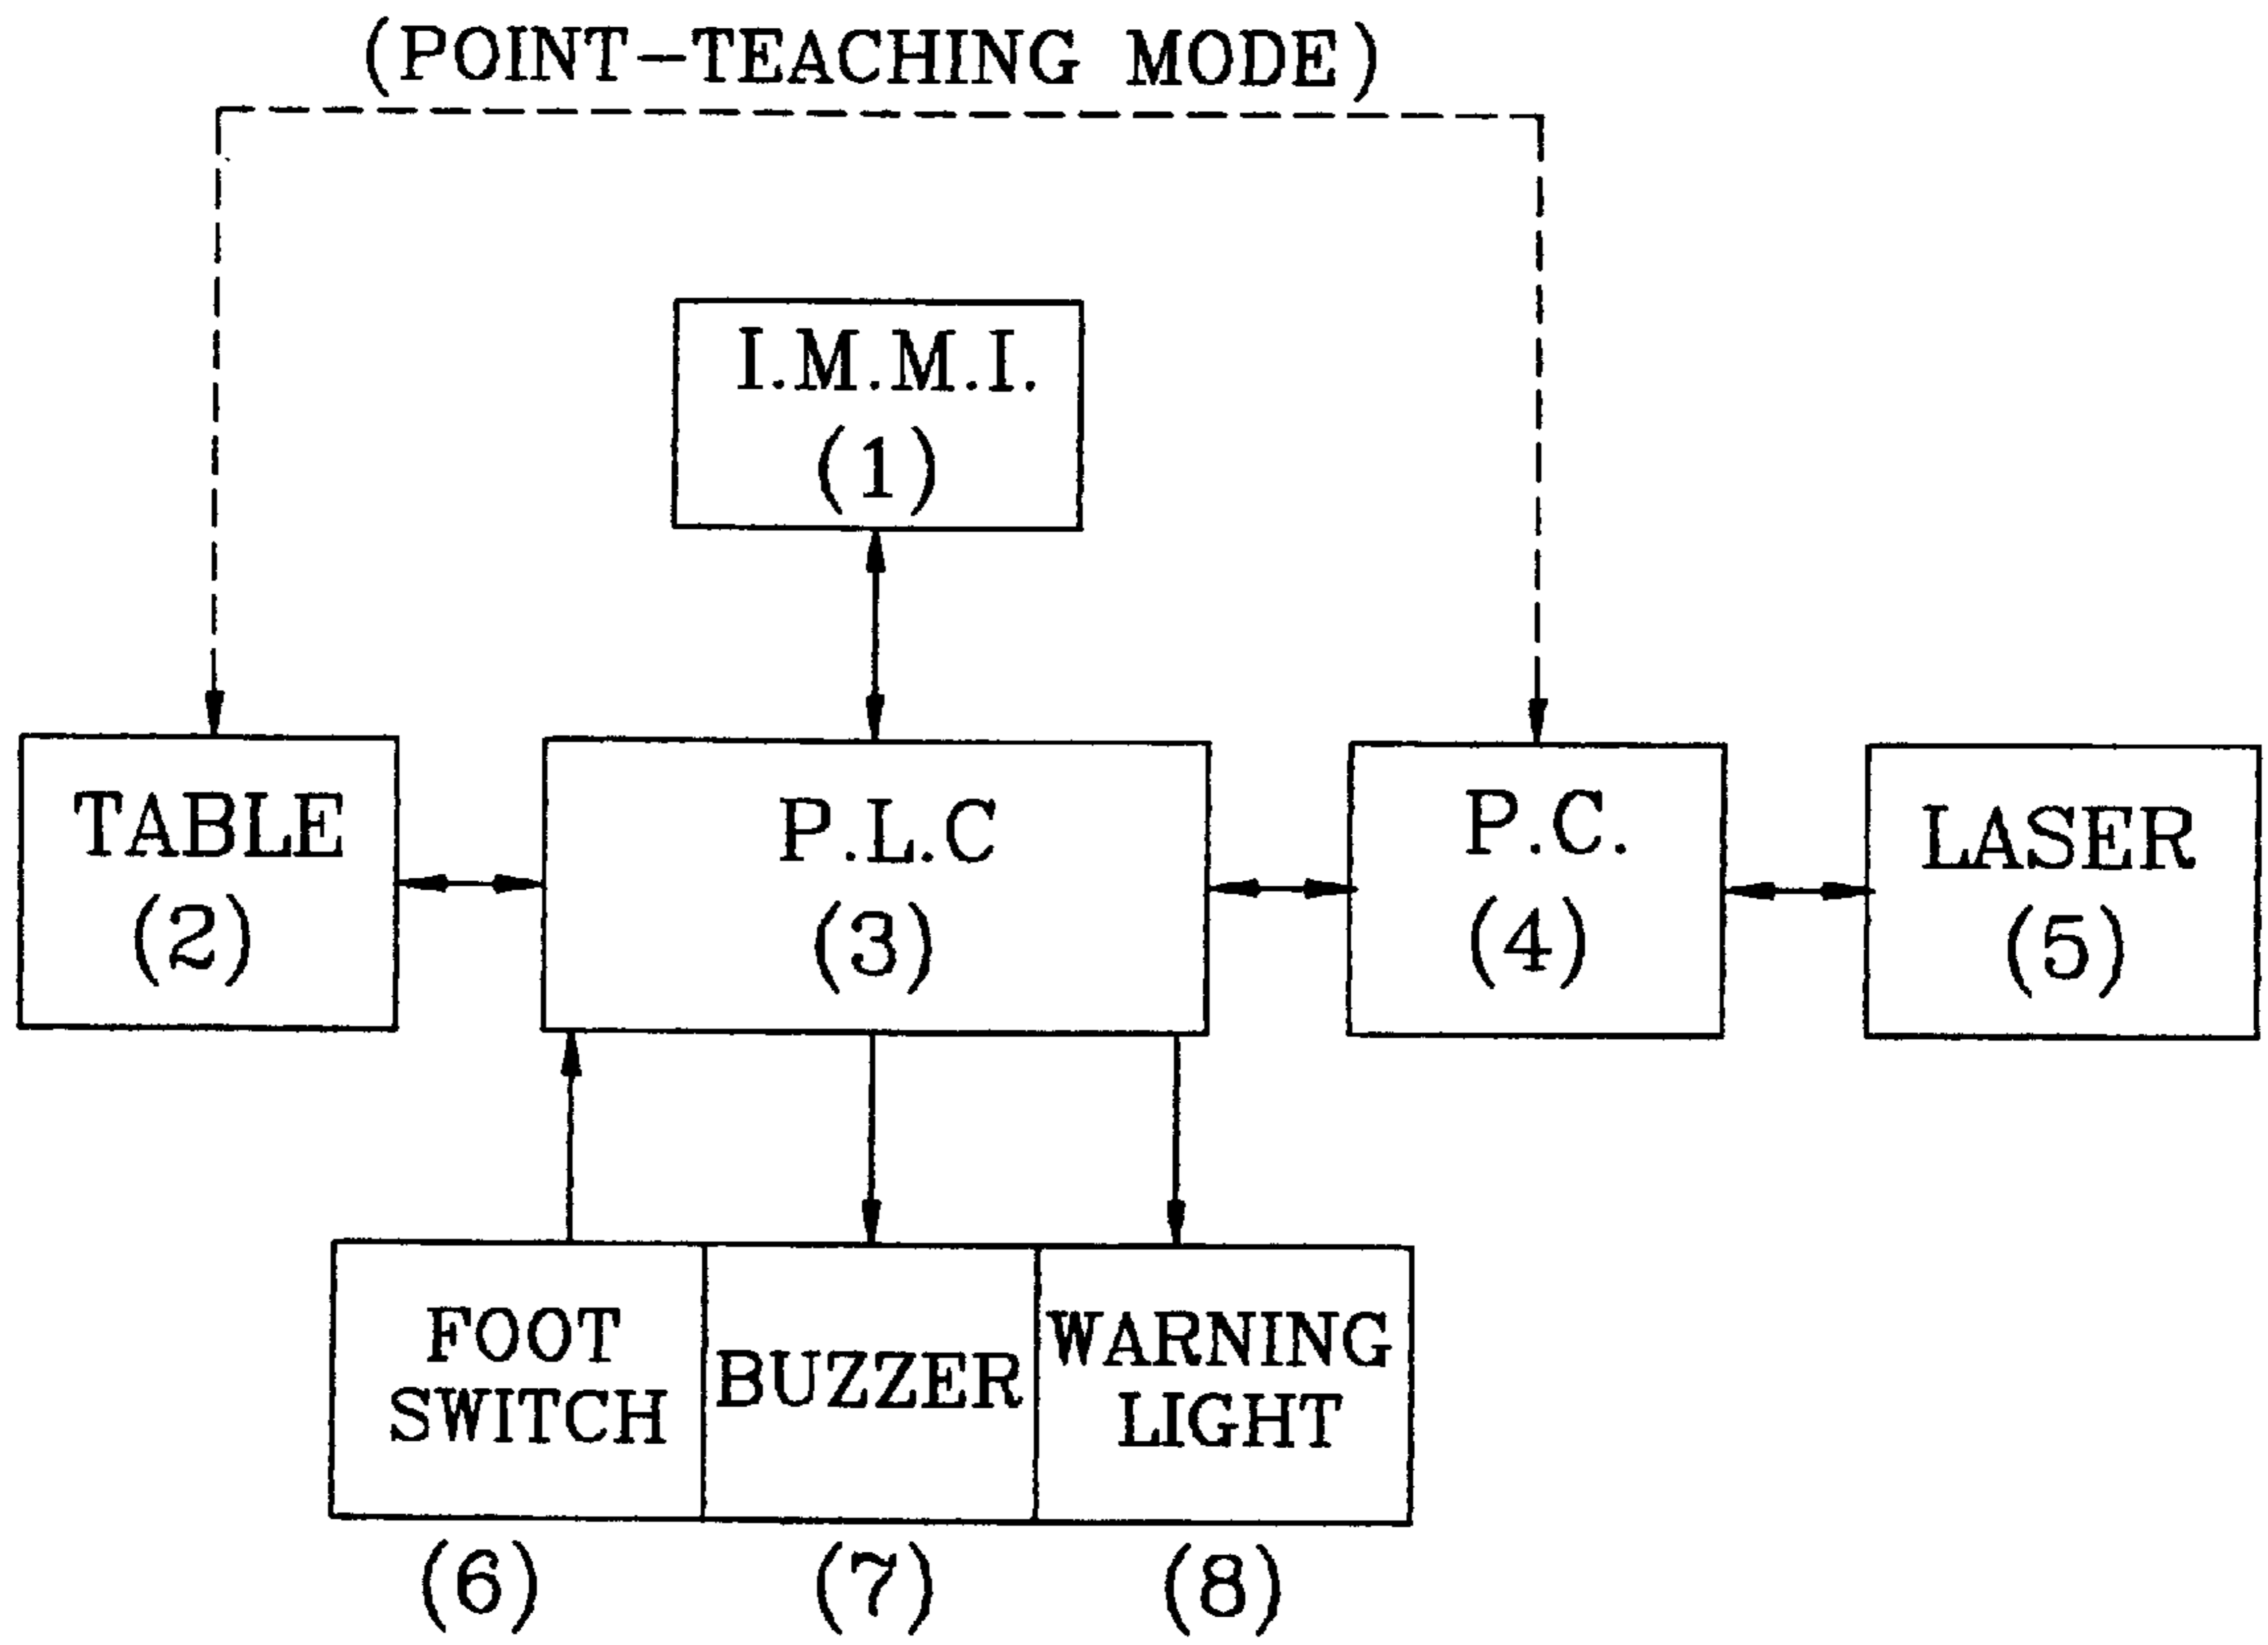 (POINT-TEACHING MODE)
I.M.M.I.
(1)
TABLE
(2)
P.L.C
(3)
P.C.
(4)
LASER
(5)
FOOT
SWITCH
BUZZER
WARNING
LIGHT
(6)
(7)
(8)